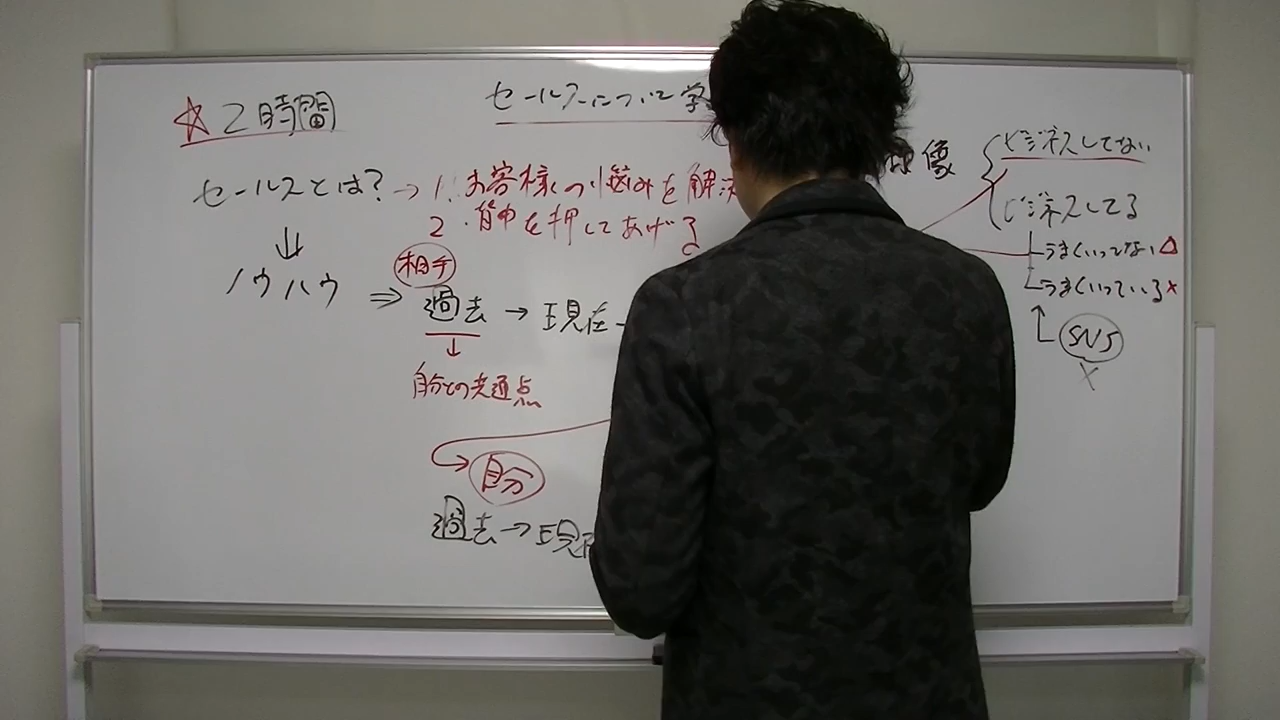 ☆2時間
セールスについて学
セールスとは? → 1. お客様の悩みを解決
2. 背中を押してあげる
↓
ノウハウ
⇒
相手
過去 → 現在 →
↓
自分との共通点
自分
過去 → 現在
像
ビジネスしてない
ビジネスしてる
うまくいってない △
うまくいっている ×
SNS
×